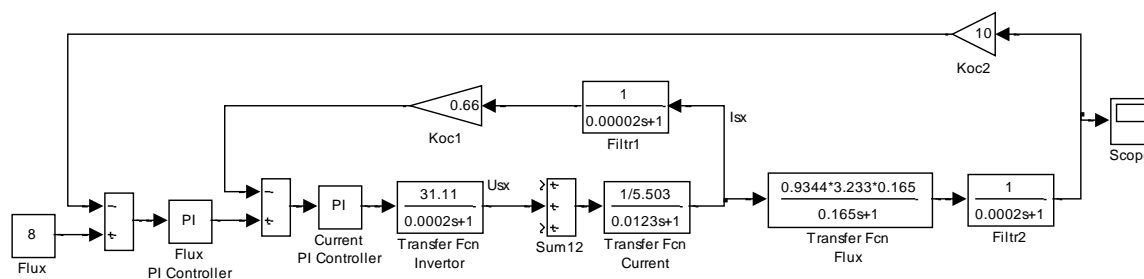 10
Koc2
1
0.00002s+1
Filtr1
0.66
Koc1
Isx
Scop
8
Flux
PI
Flux
PI Controller
PI
Current
PI Controller
31.11
0.0002s+1
Transfer Fcn
Invertor
Usx
Sum12
1/5.503
0.0123s+1
Transfer Fcn
Current
0.9344*3.233*0.165
0.165s+1
Transfer Fcn
Flux
1
0.0002s+1
Filtr2